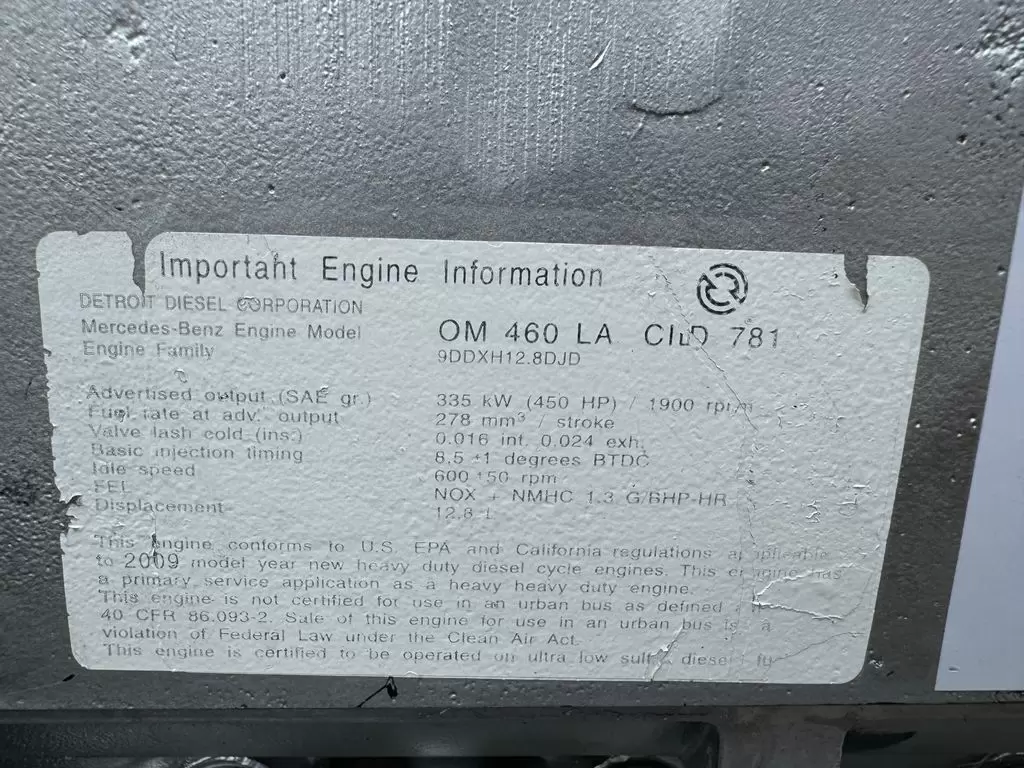 Important Engine Information
DETROIT DIESEL CORPORATION
Mercedes-Benz Engine Model OM 460 LA CILD 781
Engine Family 9DDXH12.8DJD
Advertised output (SAE gr.) 335 kW (450 HP) / 1900 rpm
Fuel rate at adv. output 278 mm³ / stroke
Valve lash cold (ins.) 0.016 int. 0.024 exh.
Basic injection timing 8.5 ±1 degrees BTDC
Idle speed 600 +50 rpm
FEL NOX + NMHC 1.3 G/BHP-HR
Displacement 12.8 L
This engine conforms to U.S. EPA and California regulations applicable
to 2009 model year new heavy duty diesel cycle engines. This engine has
a primary service application as a heavy heavy duty engine.
This engine is not certified for use in an urban bus as defined
40 CFR 86.093-2. Sale of this engine for use in an urban bus is a
violation of Federal Law under the Clean Air Act.
This engine is certified to be operated on ultra low sulfur diesel